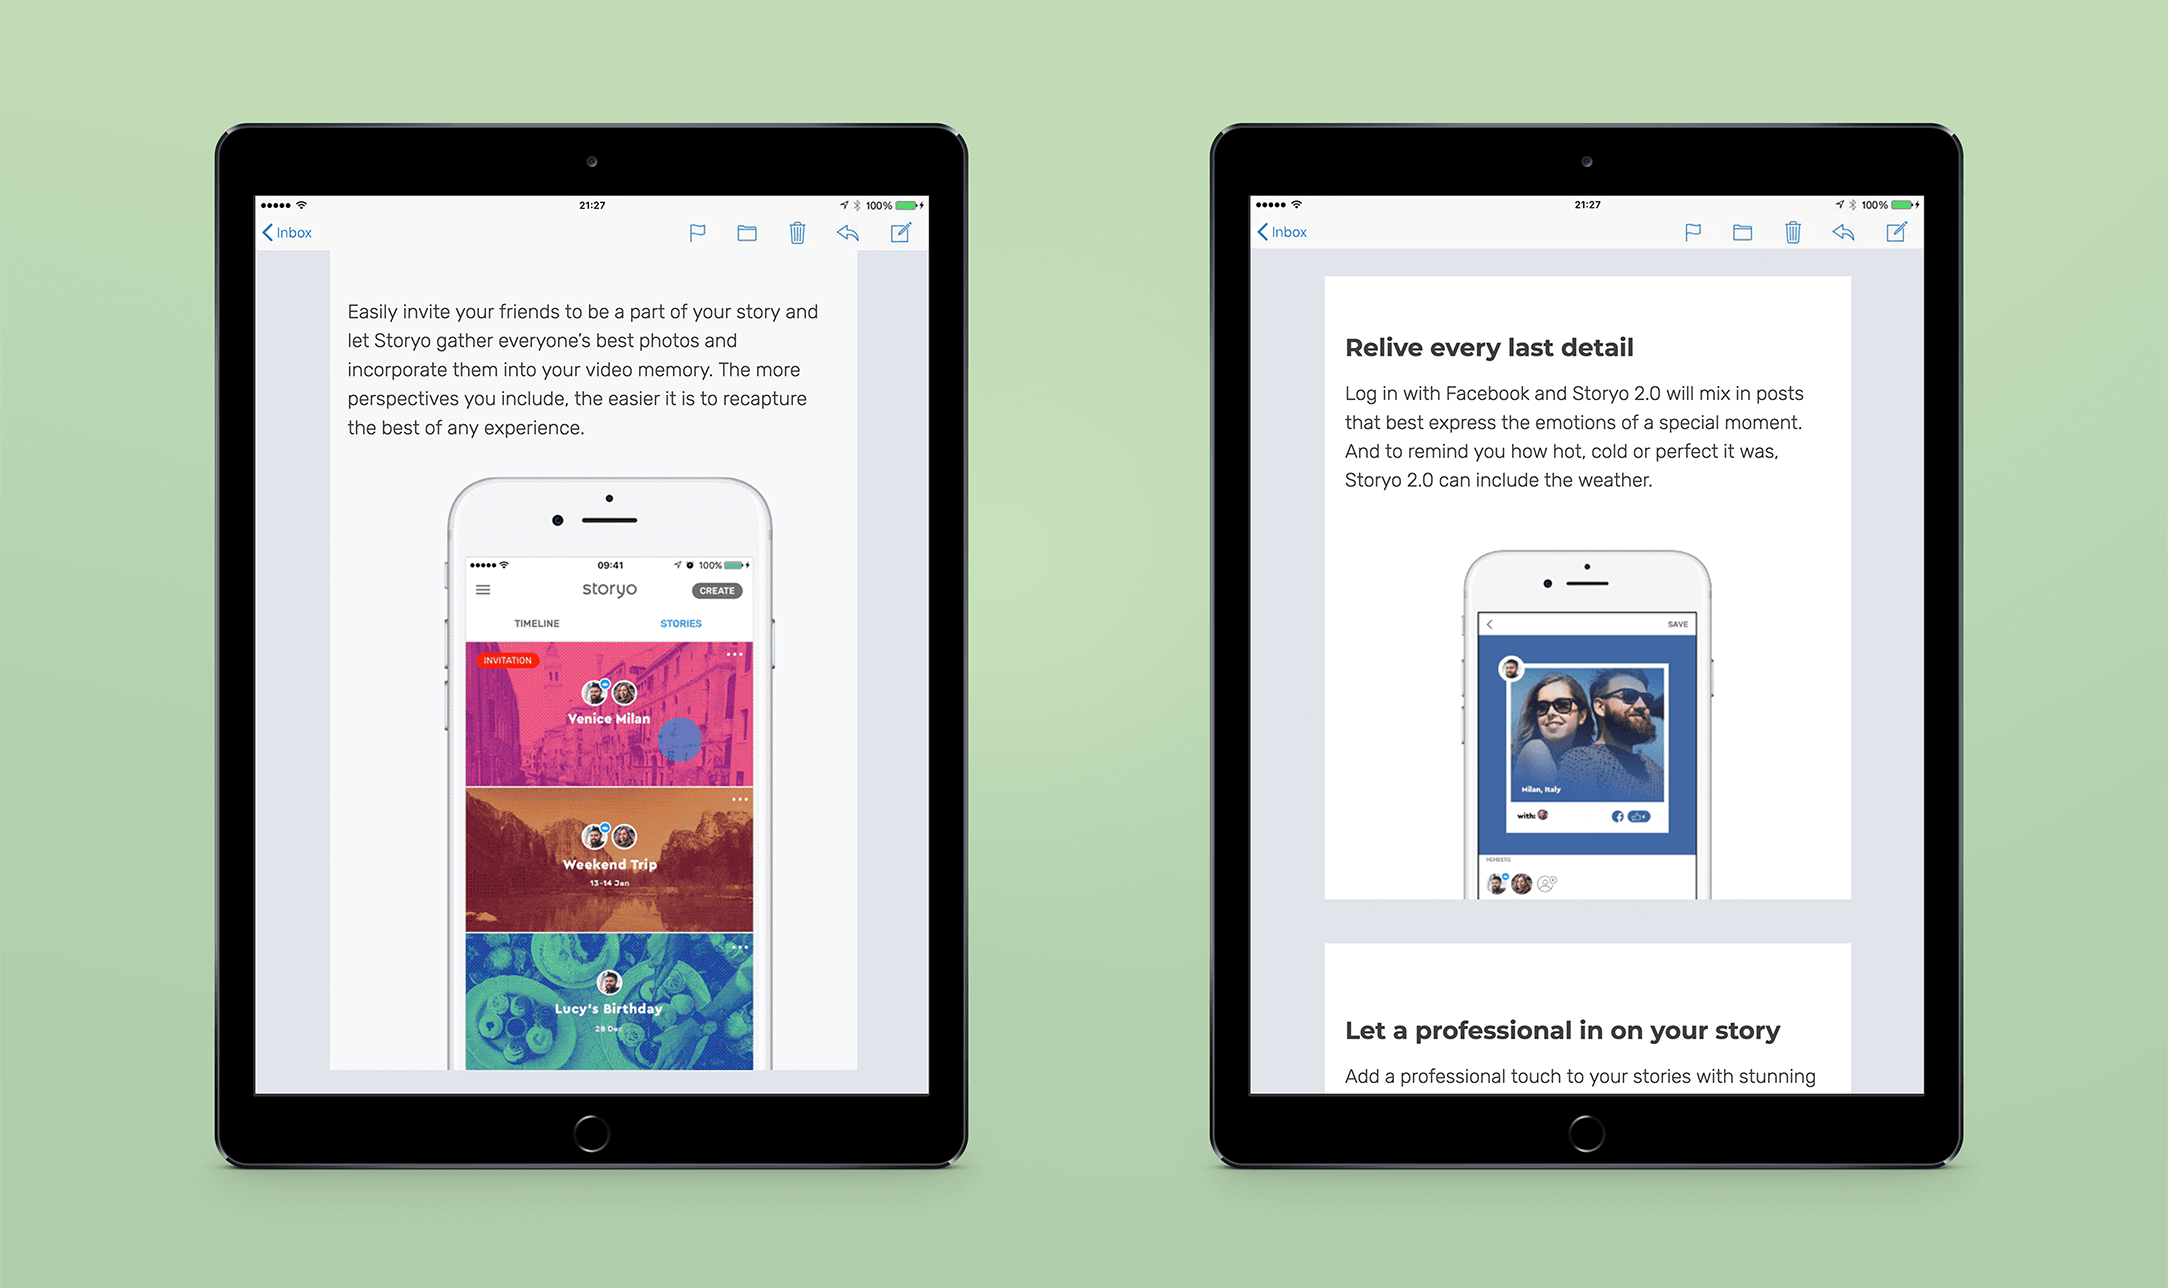 21:27
100%
Inbox
Easily invite your friends to be a part of your story and
let Storyo gather everyone's best photos and
incorporate them into your video memory. The more
perspectives you include, the easier it is to recapture
the best of any experience.
09:41
100%
storyo
CREATE
TIMELINE
STORIES
INVITATION
Venice Milan
Weekend Trip
13-14 Jan
Lucy's Birthday
28 Dec
21:27
100%
Inbox
Relive every last detail
Log in with Facebook and Storyo 2.0 will mix in posts
that best express the emotions of a special moment.
And to remind you how hot, cold or perfect it was,
Storyo 2.0 can include the weather.
SAVE
Milan, Italy
with:
MEMBERS
Let a professional in on your story
Add a professional touch to your stories with stunning